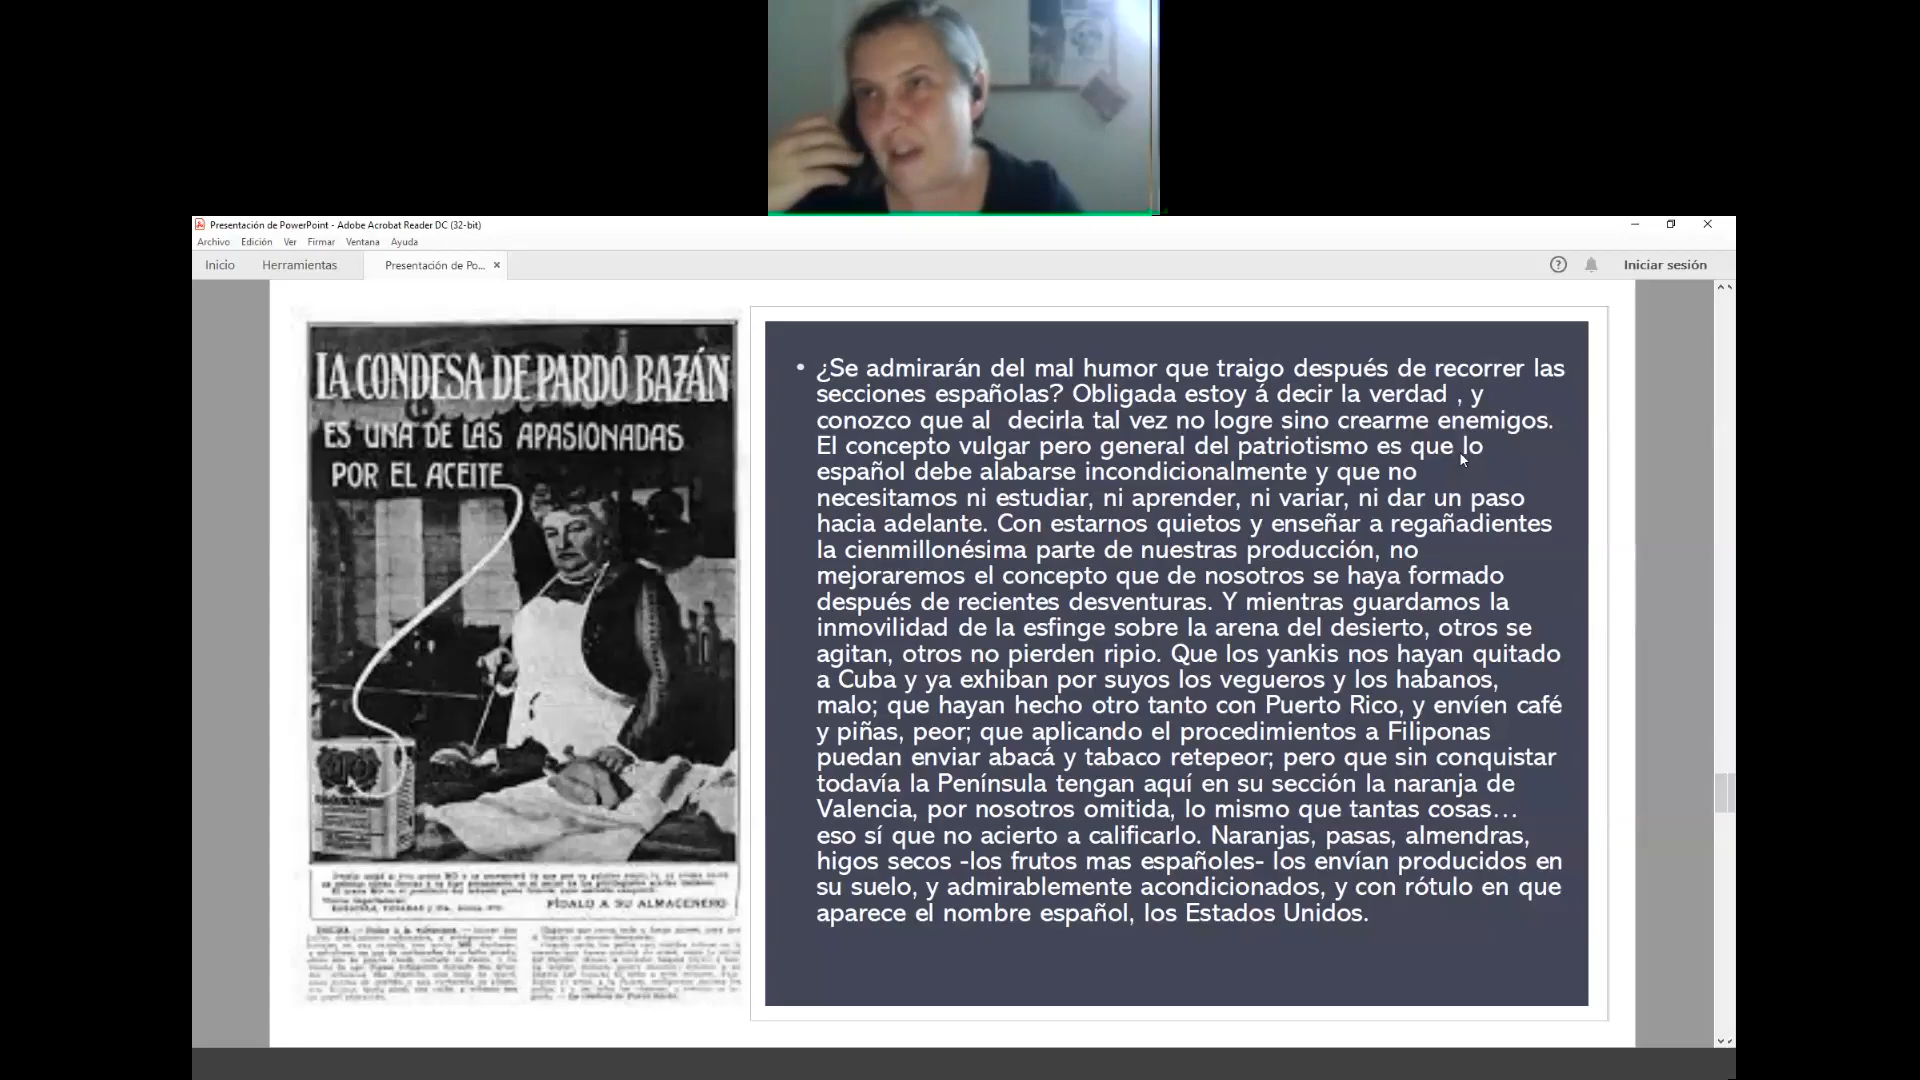 Presentación de PowerPoint - Adobe Acrobat Reader DC (32-bit)
Archivo Edición Ver Firmar Ventana Ayuda
Inicio Herramientas Presentación de Po... Iniciar sesión
LA CONDESA DE PARDO BAZÁN
ES UNA DE LAS APASIONADAS
POR EL ACEITE
PÍDALO A SU ALMACENERO
• ¿Se admirarán del mal humor que traigo después de recorrer las
secciones españolas? Obligada estoy á decir la verdad , y
conozco que al decirla tal vez no logre sino crearme enemigos.
El concepto vulgar pero general del patriotismo es que lo
español debe alabarse incondicionalmente y que no
necesitamos ni estudiar, ni aprender, ni variar, ni dar un paso
hacia adelante. Con estarnos quietos y enseñar a regañadientes
la cienmillonésima parte de nuestras producción, no
mejoraremos el concepto que de nosotros se haya formado
después de recientes desventuras. Y mientras guardamos la
inmovilidad de la esfinge sobre la arena del desierto, otros se
agitan, otros no pierden ripio. Que los yankis nos hayan quitado
a Cuba y ya exhiban por suyos los vegueros y los habanos,
malo; que hayan hecho otro tanto con Puerto Rico, y envíen café
y piñas, peor; que aplicando el procedimientos a Filiponas
puedan enviar abacá y tabaco retepeor; pero que sin conquistar
todavía la Península tengan aquí en su sección la naranja de
Valencia, por nosotros omitida, lo mismo que tantas cosas...
eso sí que no acierto a calificarlo. Naranjas, pasas, almendras,
higos secos -los frutos mas españoles- los envían producidos en
su suelo, y admirablemente acondicionados, y con rótulo en que
aparece el nombre español, los Estados Unidos.